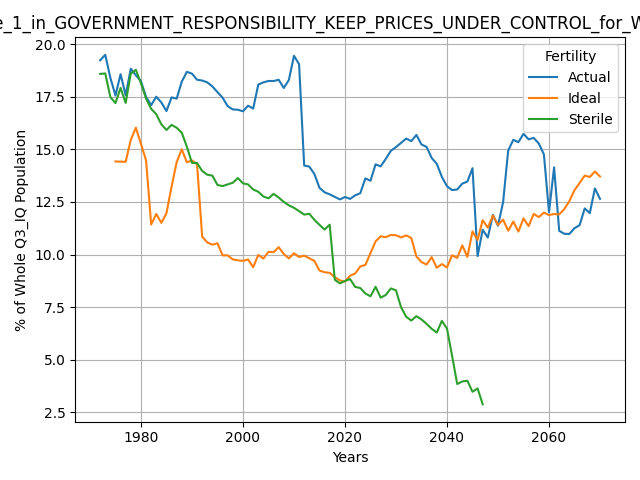 e_1_in_GOVERNMENT_RESPONSIBILITY_KEEP_PRICES_UNDER_CONTROL_for_W
Fertility
Actual
Ideal
Sterile
% of Whole Q3_IQ Population
20.0
17.5
15.0
12.5
10.0
7.5
5.0
2.5
1980 2000 2020 2040 2060
Years